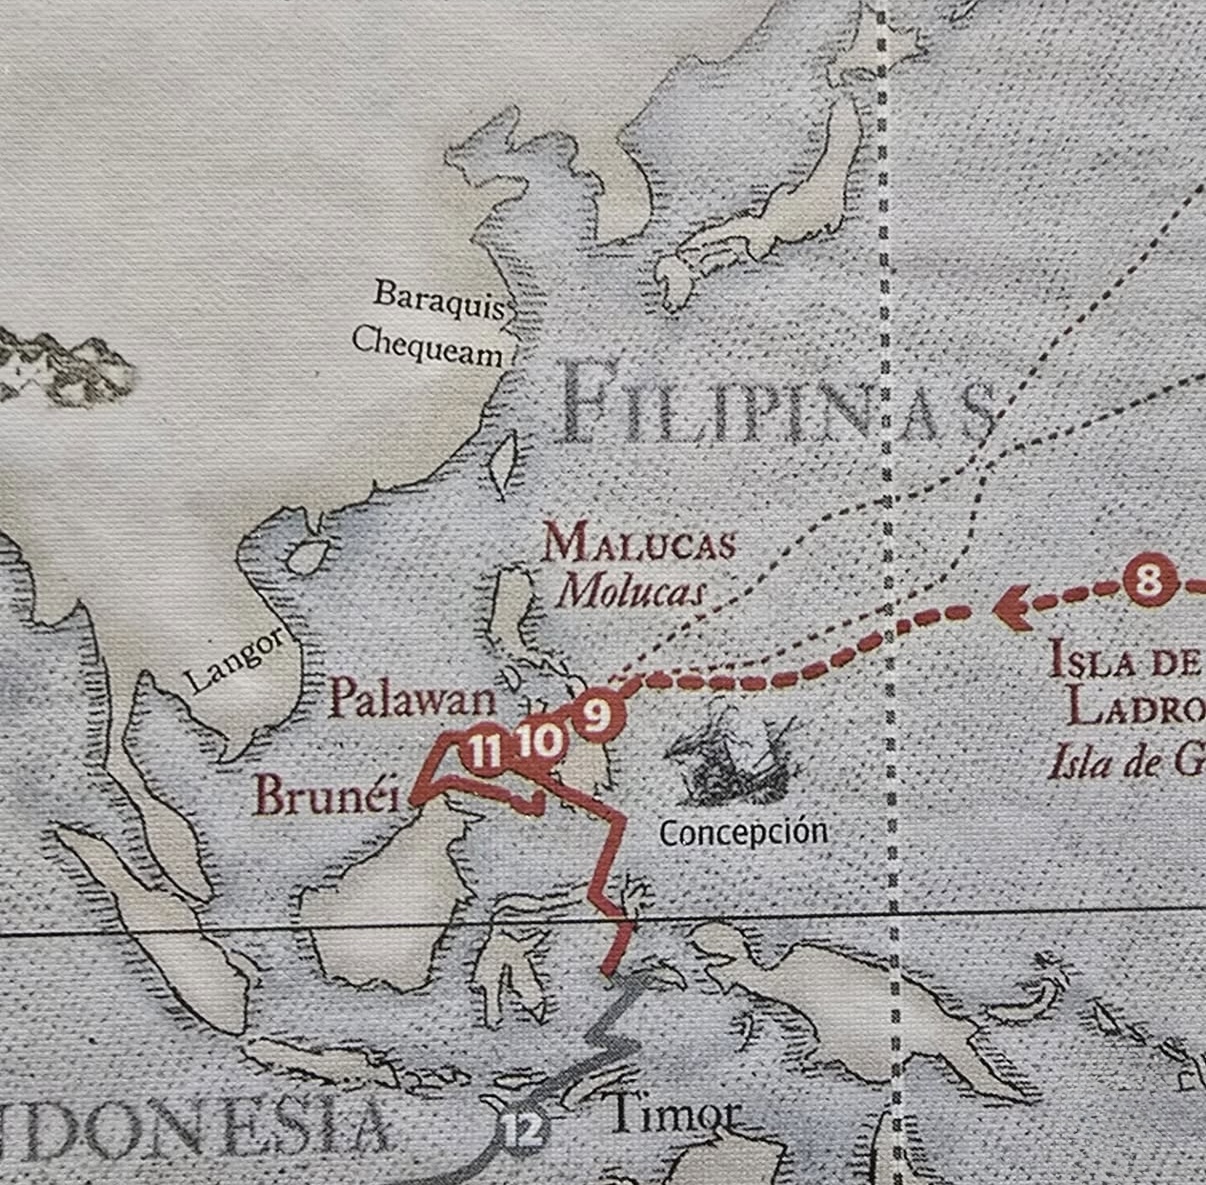 Baraquis
Chequeam
FILIPINAS
MALUCAS
Molucas
8
ISLA DE
LADRO
Isla de G
Langor
Palawan
9
11 10
Brunéi
Concepción
NDONESIA
12
Timor